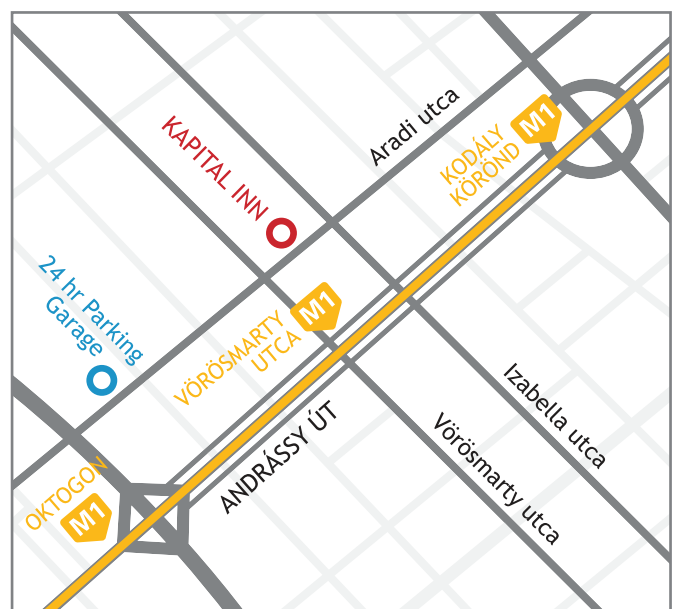 Aradi utca
M1
KODÁLY
KÖRÖND
KAPITAL INN
24 hr Parking
Garage
M1
VÖRÖSMARTY
UTCA
Izabella utca
Vörösmarty utca
ANDRÁSSY ÚT
OKTOGON
M1